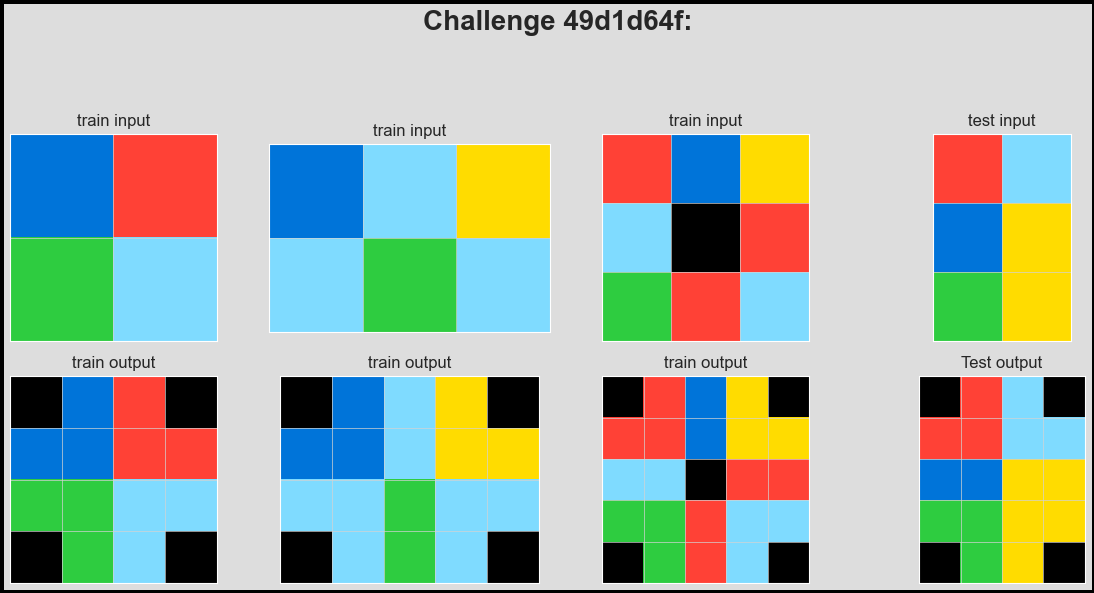 Challenge 49d1d64f:
train input
train input
train input
test input
train output
train output
train output
Test output